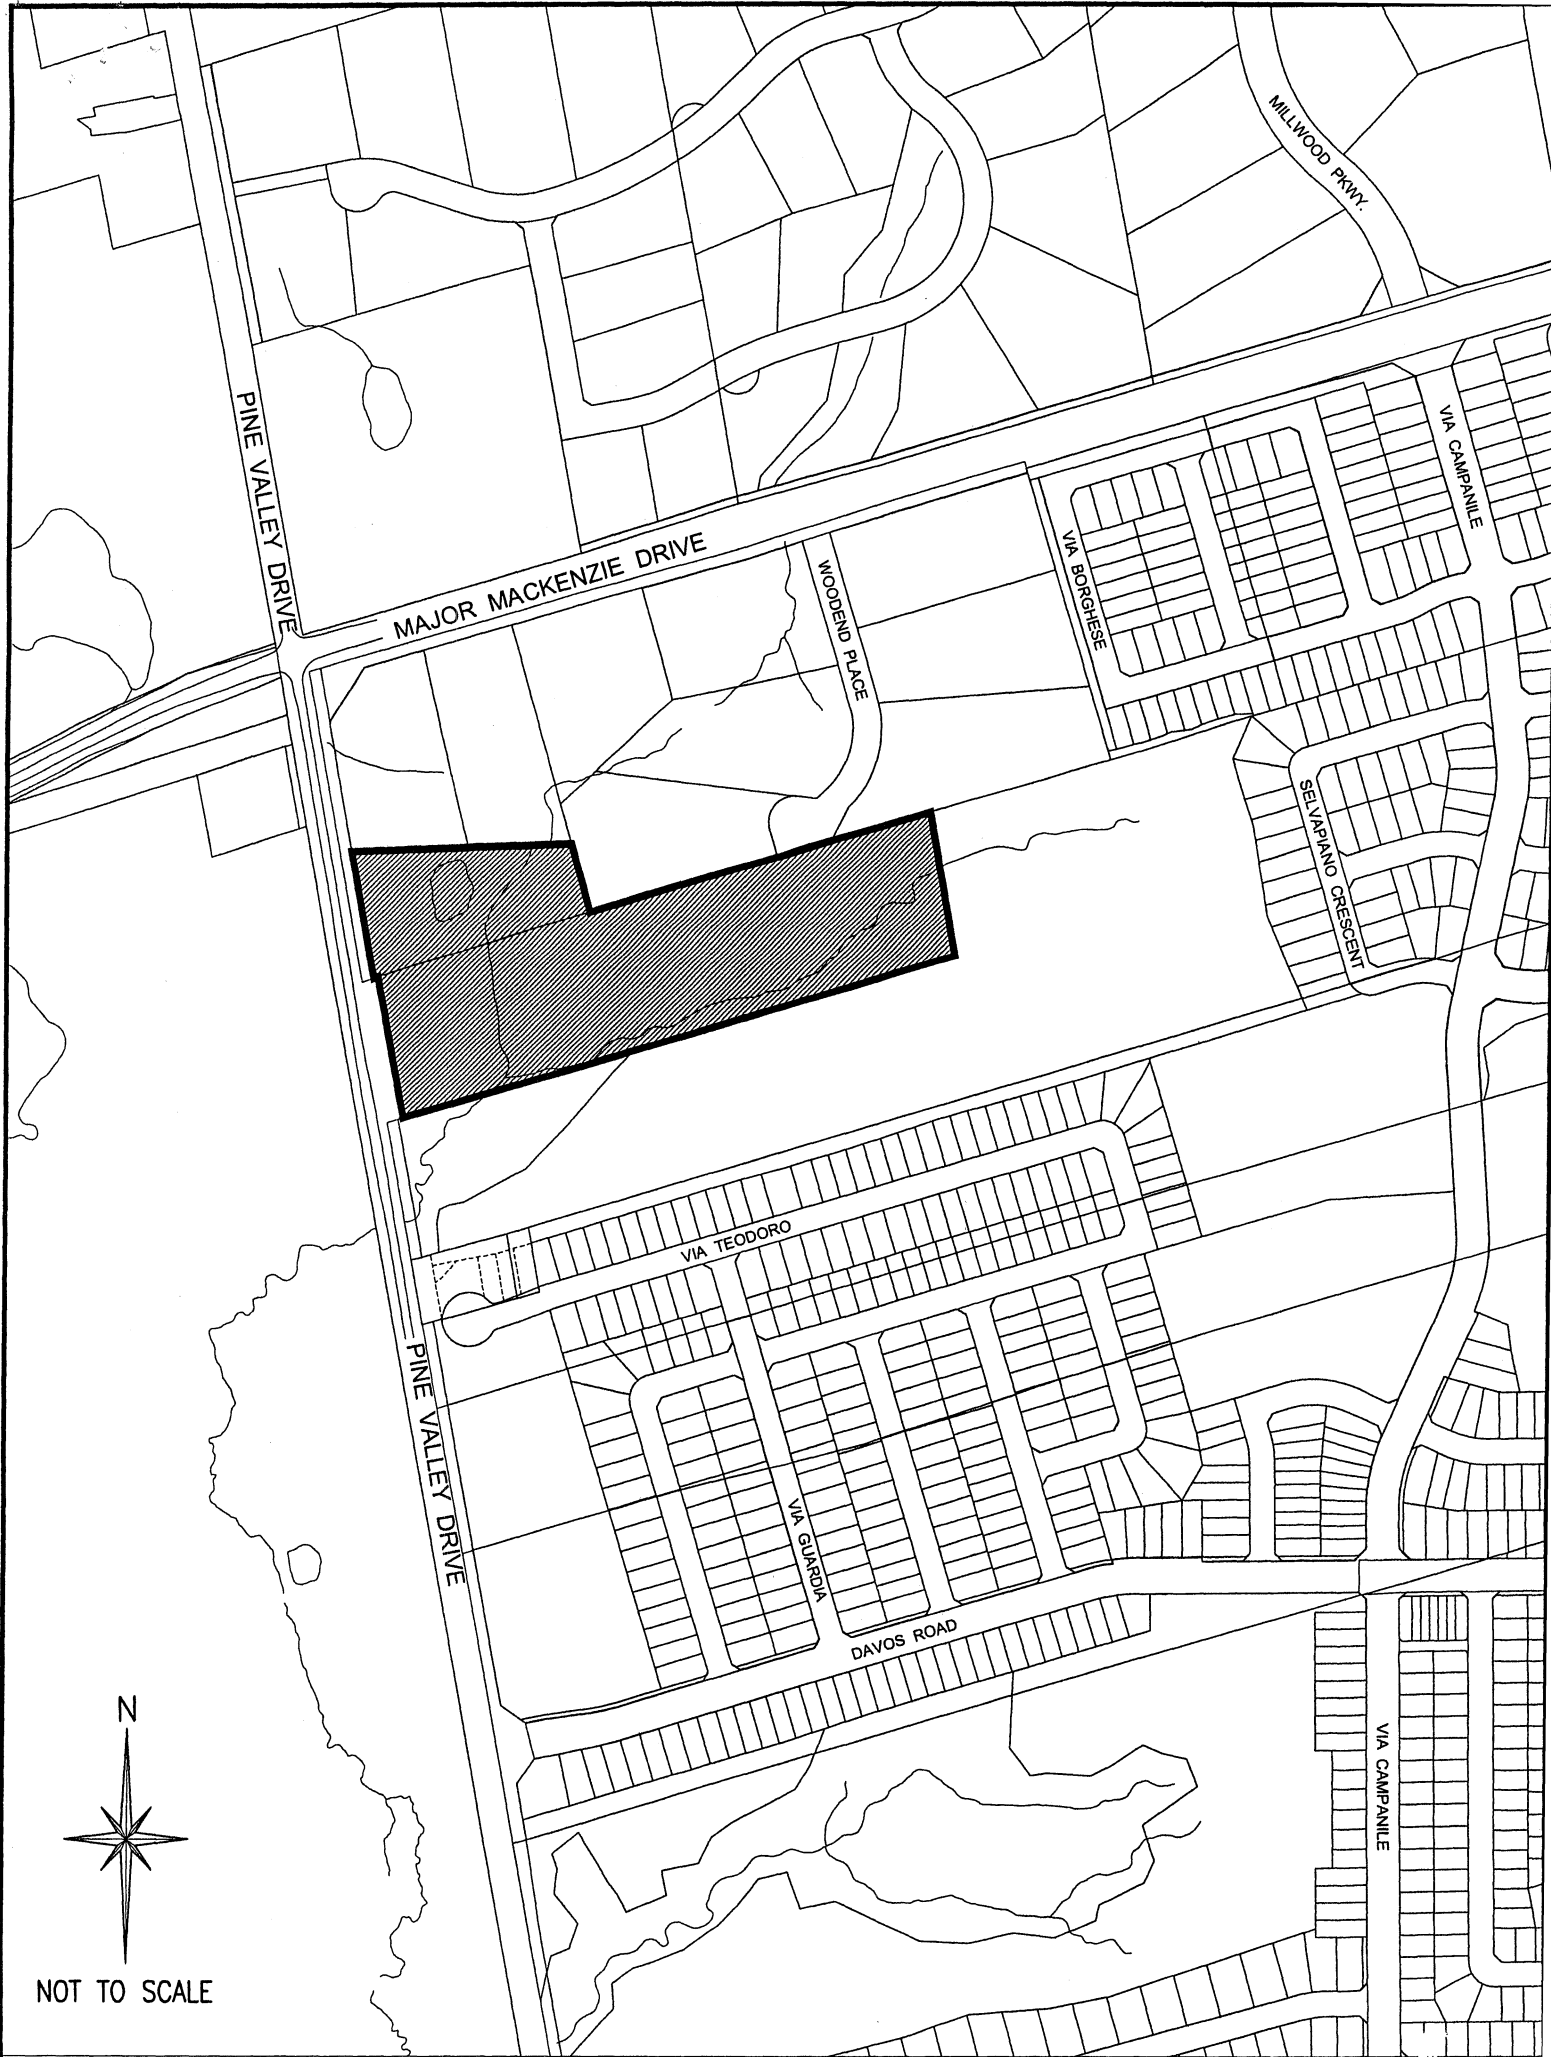 MILLWOOD PKWY.
PINE VALLEY DRIVE
VIA CAMPANILE
MAJOR MACKENZIE DRIVE
WOODEND PLACE
VIA BORGHESE
SELVAPIANO CRESCENT
VIA TEODORO
PINE VALLEY DRIVE
VIA GUARDIA
DAVOS ROAD
N
VIA CAMPANILE
NOT TO SCALE